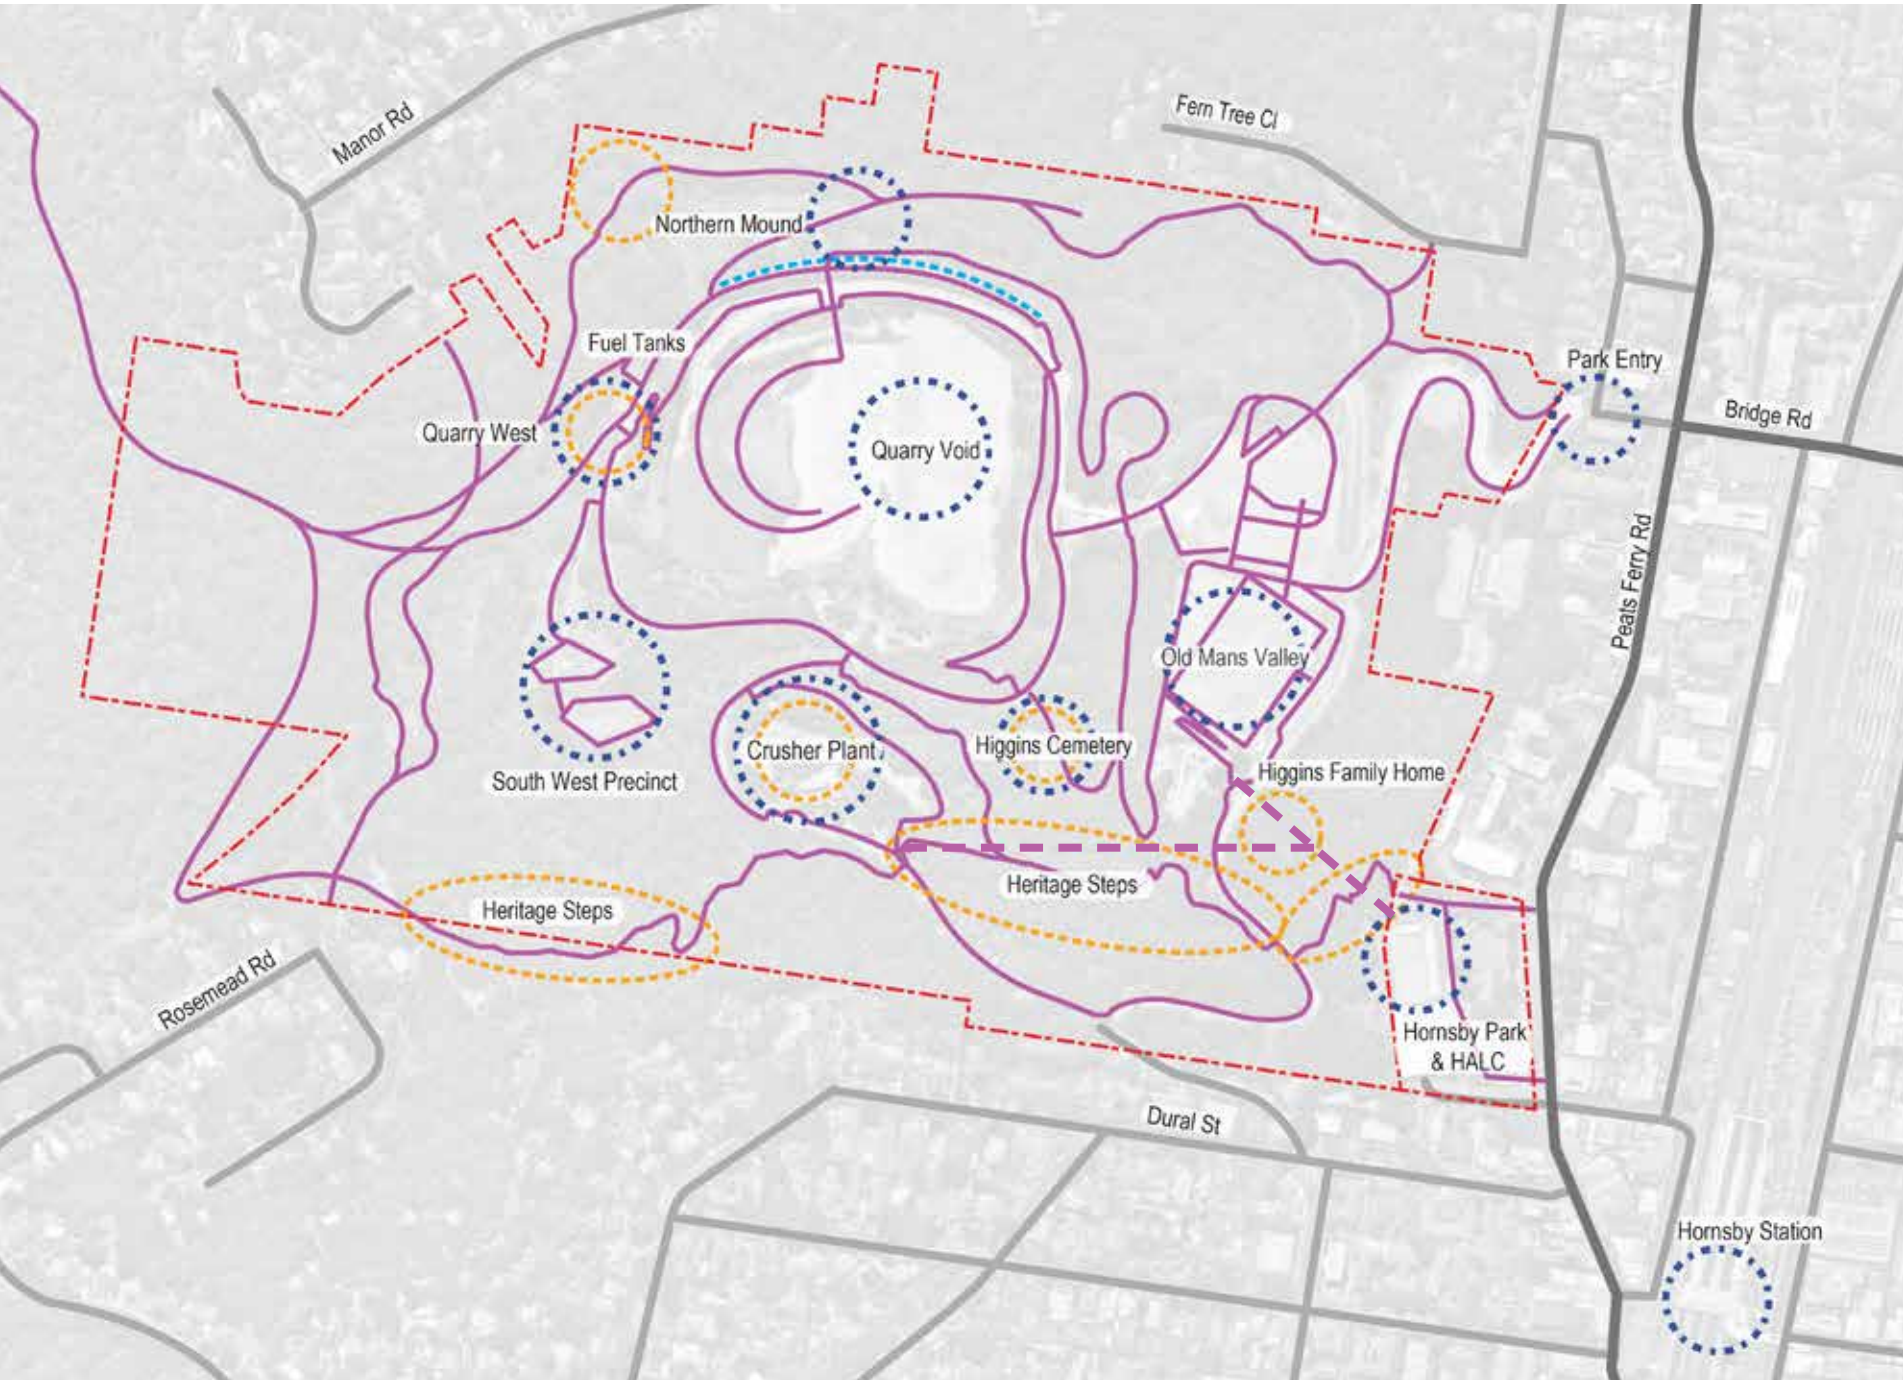 Manor Rd
Fern Tree Cl
Northern Mound
Fuel Tanks
Park Entry
Bridge Rd
Quarry West
Quarry Void
Peats Ferry Rd
Old Mans Valley
Crusher Plant
Higgins Cemetery
South West Precinct
Higgins Family Home
Heritage Steps
Heritage Steps
Rosemead Rd
Hornsby Park
& HALC
Dural St
Hornsby Station